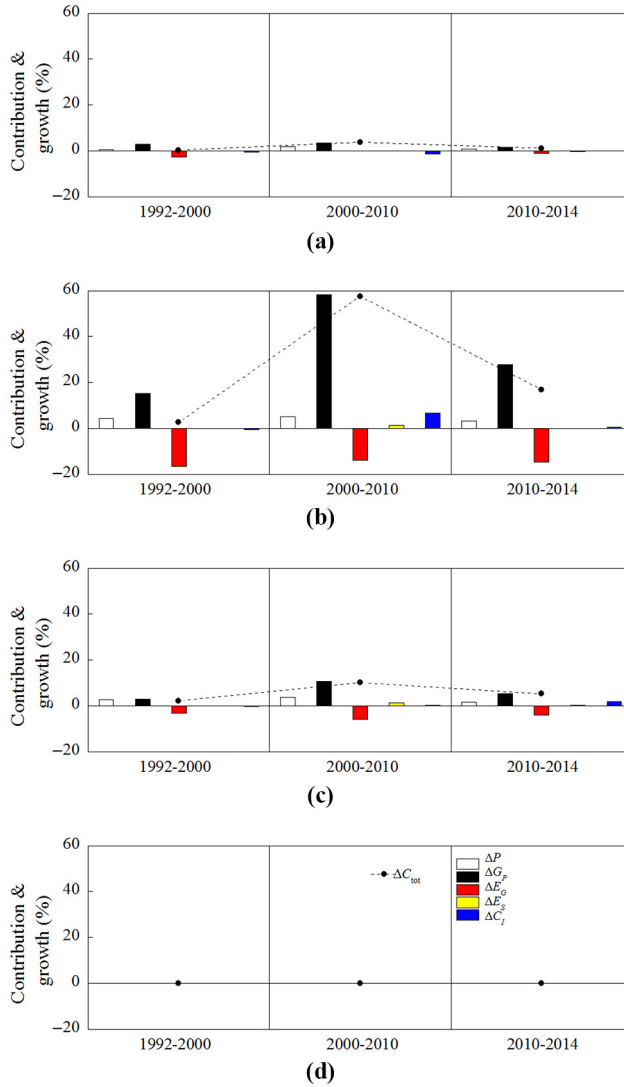 60
40
20
0
−20
Contribution &
growth (%)
1992-2000
2000-2010
2010-2014
(a)
60
40
20
0
−20
Contribution &
growth (%)
1992-2000
2000-2010
2010-2014
(b)
60
40
20
0
−20
Contribution &
growth (%)
1992-2000
2000-2010
2010-2014
(c)
60
40
20
0
−20
Contribution &
growth (%)
ΔC_tot
ΔP
ΔG_P
ΔE_G
ΔE_S
ΔC_I
1992-2000
2000-2010
2010-2014
(d)